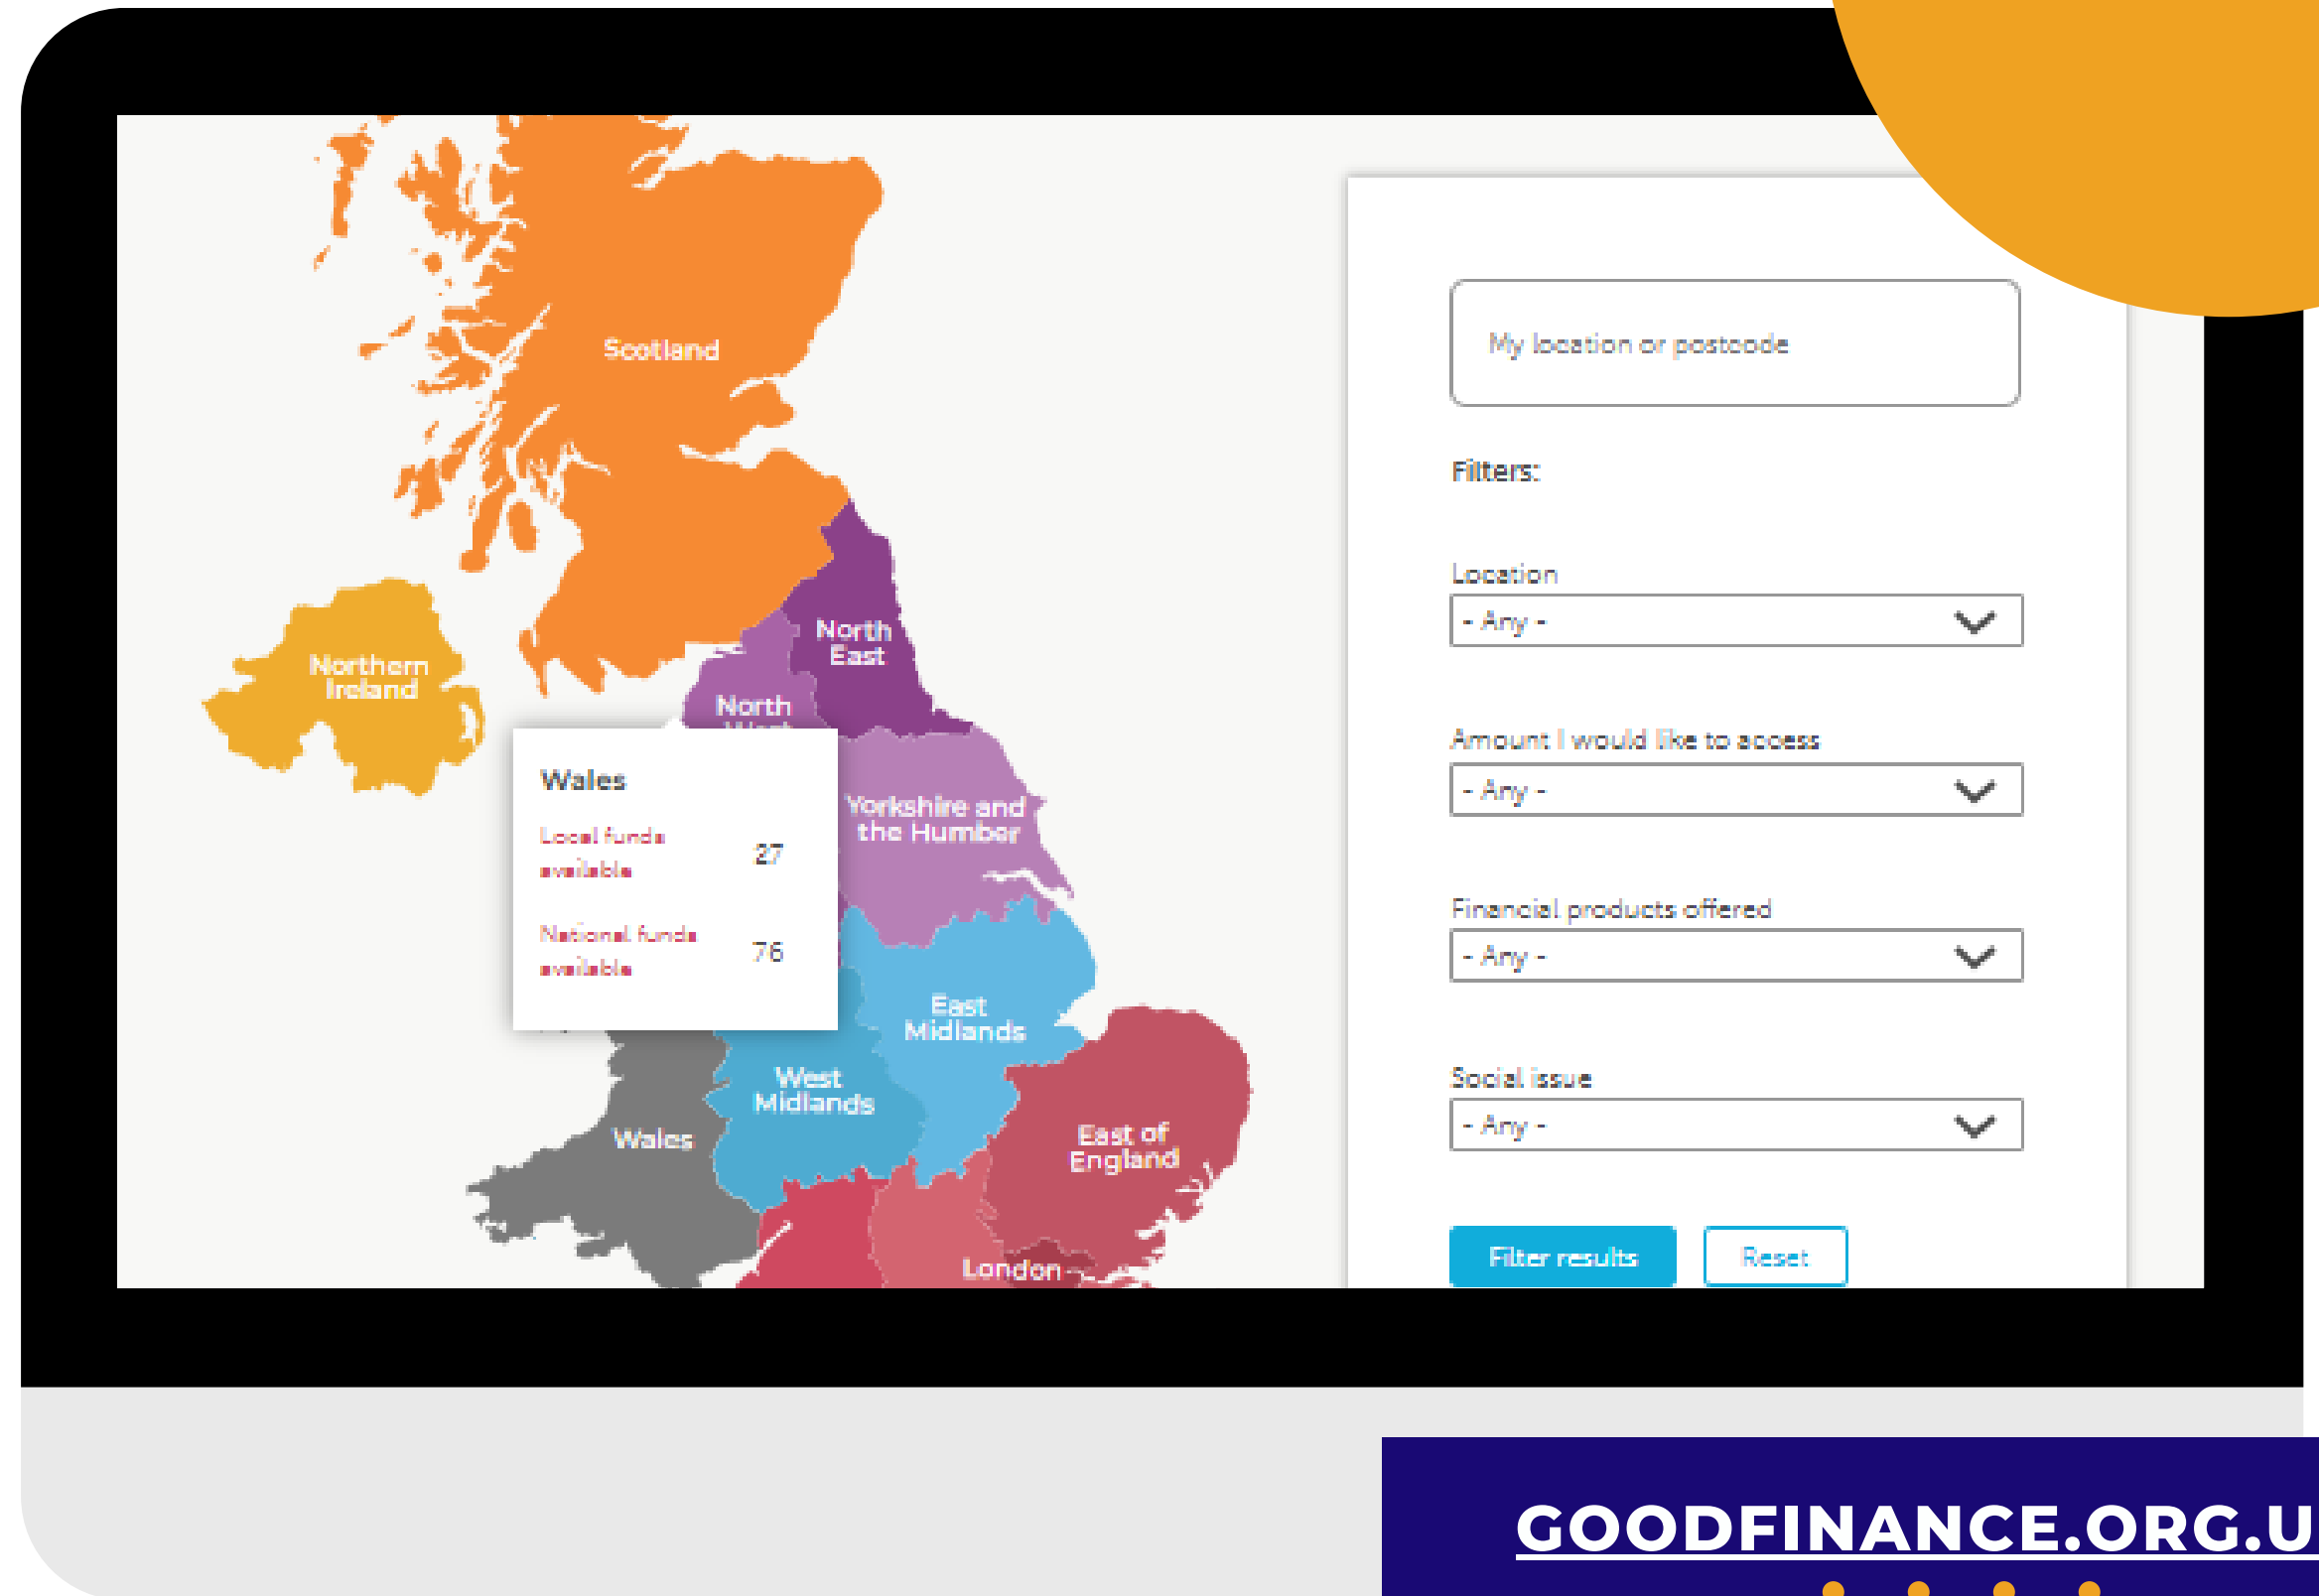 Scotland
North
East
Northern
Ireland
North
Wales
Local funds
available
27
National funds
available
76
Yorkshire and
the Humber
East
Midlands
West
Midlands
Wales
East of
England
London
My location or postcode
Filters:
Location
- Any -
Amount I would like to access
- Any -
Financial products offered
- Any -
Social issue
- Any -
Filter results
Reset
GOODFINANCE.ORG.U